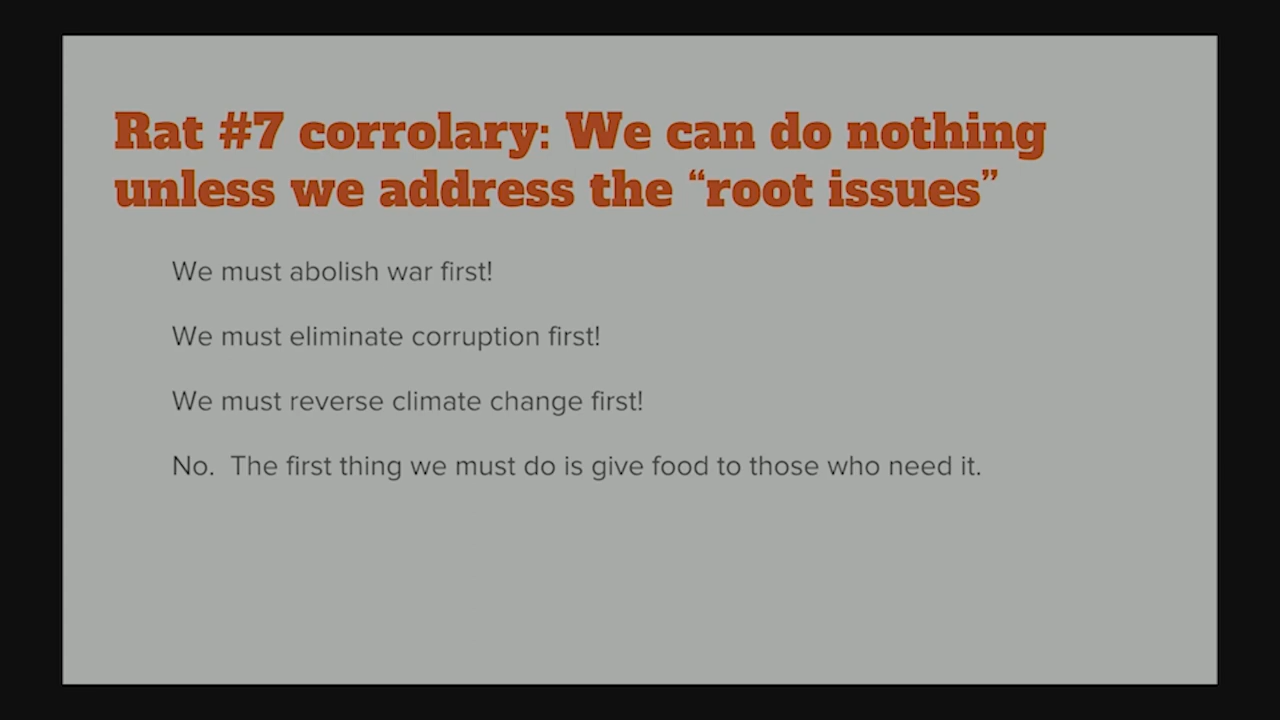 Rat #7 corrolary: We can do nothing
unless we address the “root issues”
We must abolish war first!
We must eliminate corruption first!
We must reverse climate change first!
No.  The first thing we must do is give food to those who need it.